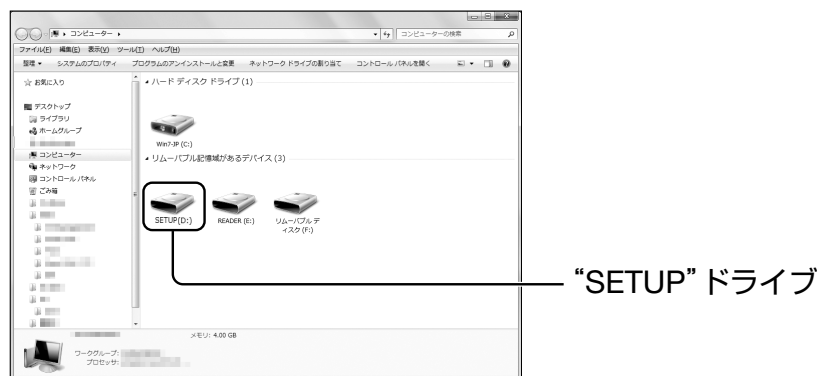 コンピューター
コンピューターの検索
ファイル(F) 編集(E) 表示(V) ツール(T) ヘルプ(H)
整理 システムのプロパティ プログラムのアンインストールと変更 ネットワーク ドライブの割り当て コントロール パネルを開く
お気に入り
デスクトップ
ライブラリ
ホームグループ
コンピューター
ネットワーク
コントロール パネル
ごみ箱
ハード ディスク ドライブ (1)
Win7-JP (C:)
リムーバブル記憶域があるデバイス (3)
SETUP(D:)
READER (E:)
リムーバブル デ
ィスク (F:)
“SETUP” ドライブ
メモリ: 4.00 GB
ワークグループ:
プロセッサ: